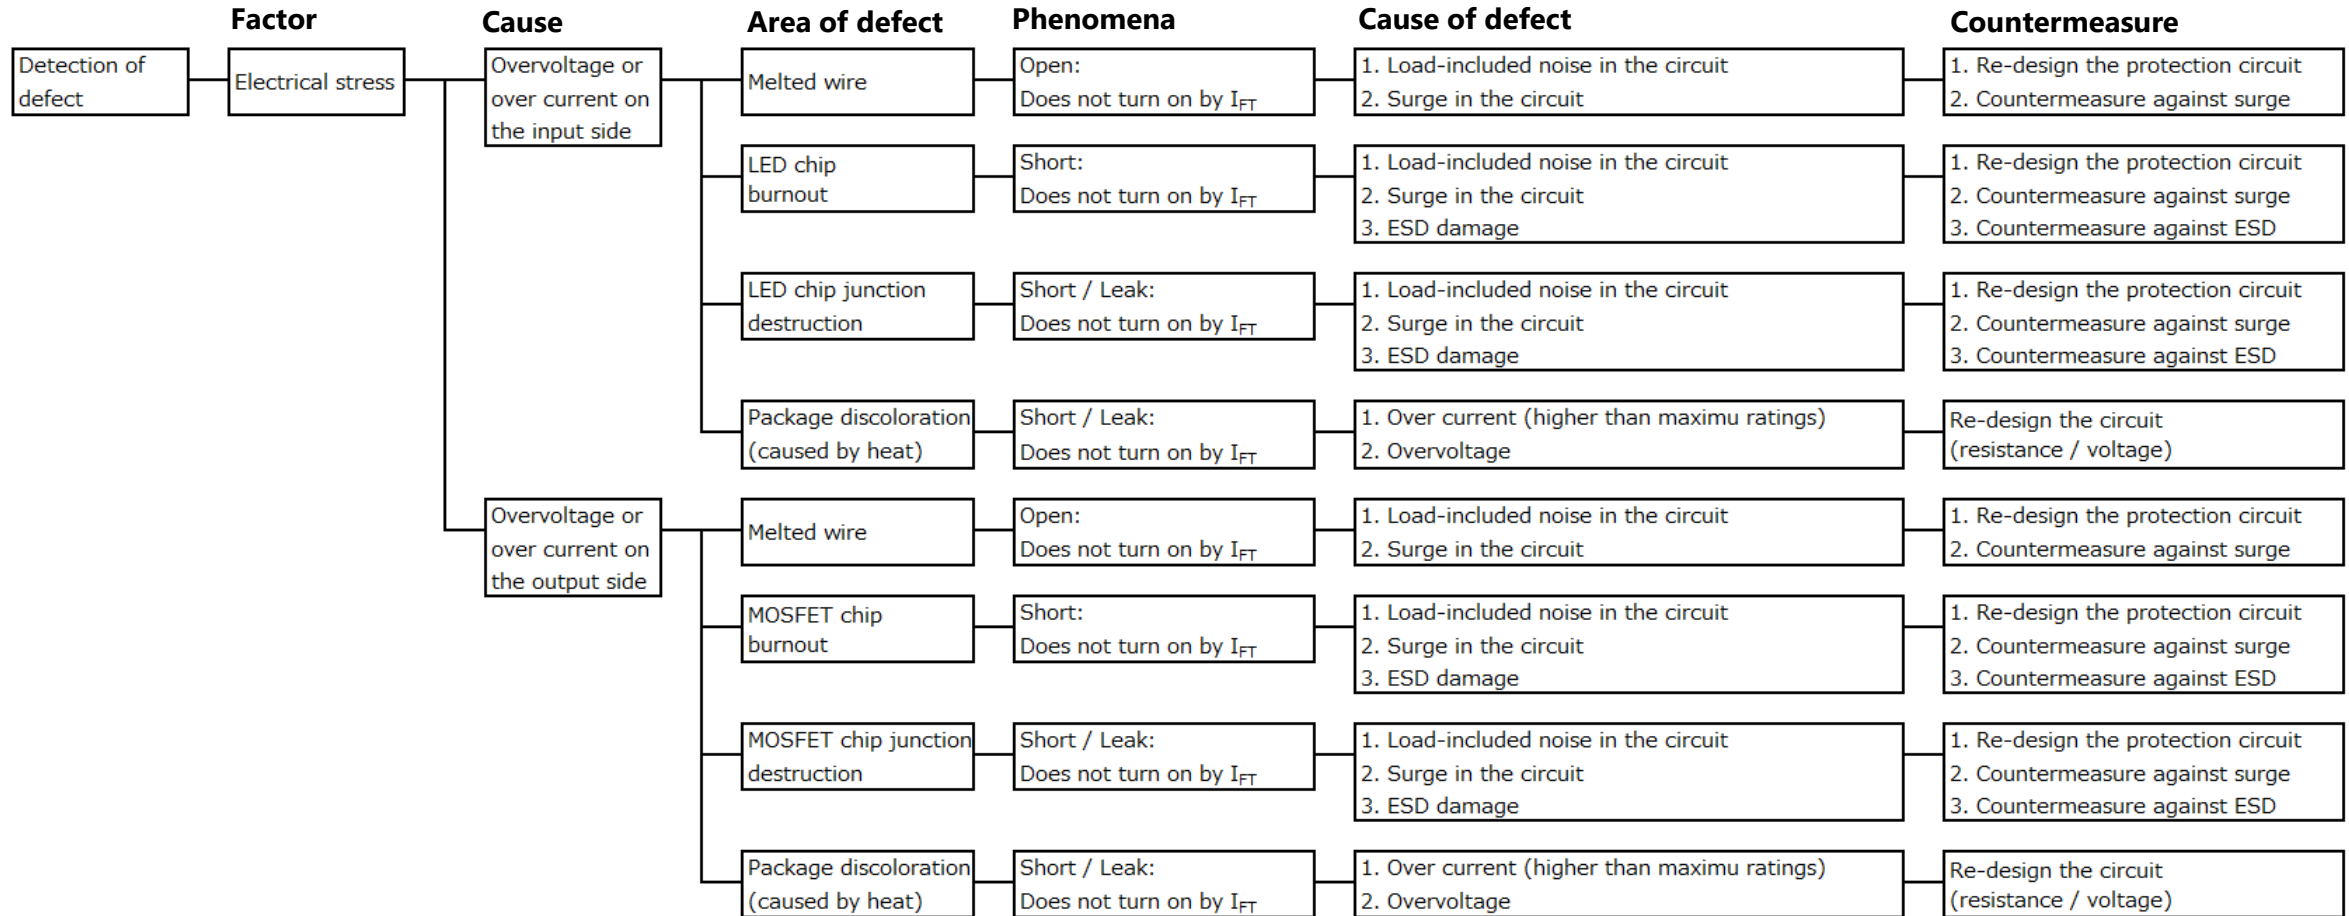 Factor
Cause
Area of defect
Phenomena
Cause of defect
Countermeasure
Detection of
defect
Electrical stress
Overvoltage or
over current on
the input side
Melted wire
Open:
Does not turn on by IFT
1. Load-included noise in the circuit
2. Surge in the circuit
1. Re-design the protection circuit
2. Countermeasure against surge
LED chip
burnout
Short:
Does not turn on by IFT
1. Load-included noise in the circuit
2. Surge in the circuit
3. ESD damage
1. Re-design the protection circuit
2. Countermeasure against surge
3. Countermeasure against ESD
LED chip junction
destruction
Short / Leak:
Does not turn on by IFT
1. Load-included noise in the circuit
2. Surge in the circuit
3. ESD damage
1. Re-design the protection circuit
2. Countermeasure against surge
3. Countermeasure against ESD
Package discoloration
(caused by heat)
Short / Leak:
Does not turn on by IFT
1. Over current (higher than maximu ratings)
2. Overvoltage
Re-design the circuit
(resistance / voltage)
Overvoltage or
over current on
the output side
Melted wire
Open:
Does not turn on by IFT
1. Load-included noise in the circuit
2. Surge in the circuit
1. Re-design the protection circuit
2. Countermeasure against surge
MOSFET chip
burnout
Short:
Does not turn on by IFT
1. Load-included noise in the circuit
2. Surge in the circuit
3. ESD damage
1. Re-design the protection circuit
2. Countermeasure against surge
3. Countermeasure against ESD
MOSFET chip junction
destruction
Short / Leak:
Does not turn on by IFT
1. Load-included noise in the circuit
2. Surge in the circuit
3. ESD damage
1. Re-design the protection circuit
2. Countermeasure against surge
3. Countermeasure against ESD
Package discoloration
(caused by heat)
Short / Leak:
Does not turn on by IFT
1. Over current (higher than maximu ratings)
2. Overvoltage
Re-design the circuit
(resistance / voltage)